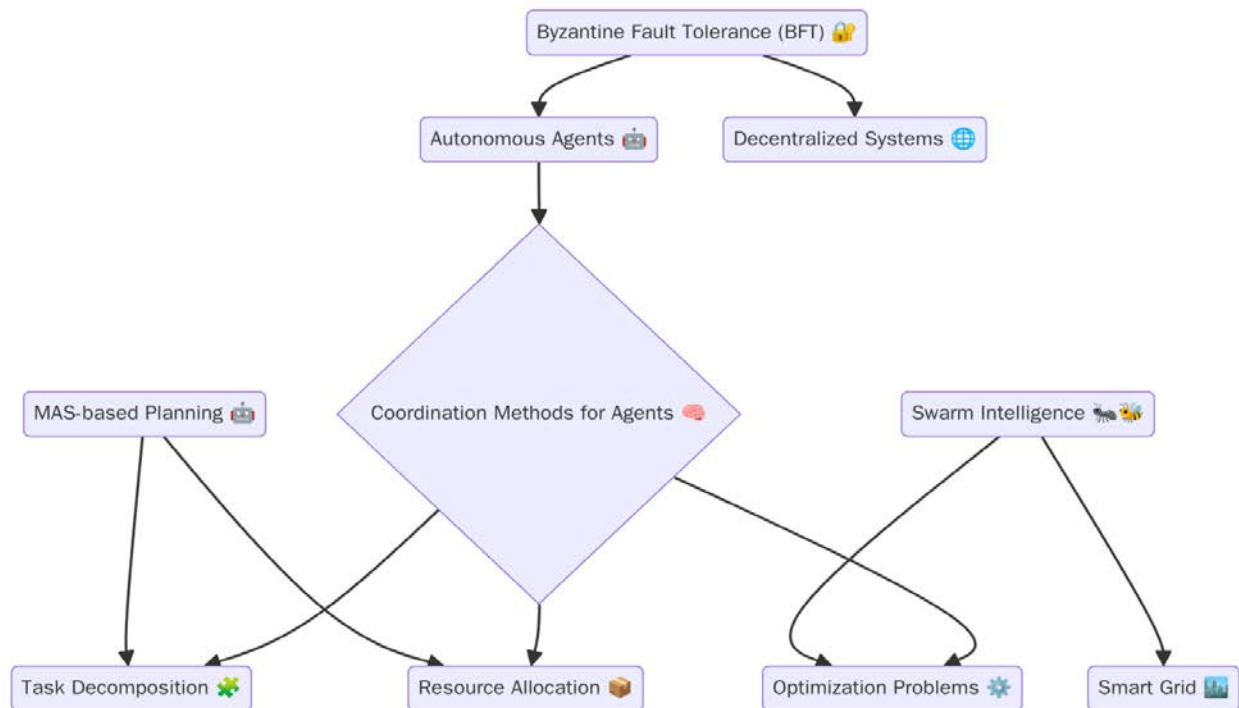 Byzantine Fault Tolerance (BFT) 🔐
Autonomous Agents 🤖
Decentralized Systems 🌐
MAS-based Planning 🤖
Coordination Methods for Agents 🧠
Swarm Intelligence 🐜🐝
Task Decomposition 🧩
Resource Allocation 📦
Optimization Problems ⚙️
Smart Grid 🏙️